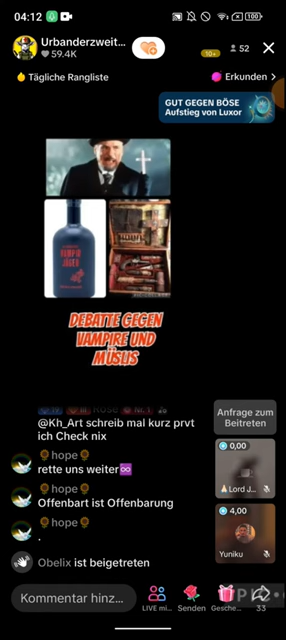 04:12
100
Urbanderzweit...
59.4K
10+
52
Tägliche Rangliste
Erkunden
GUT GEGEN BÖSE
Aufstieg von Luxor
VAMPIR
JÄGER
DEBATTE GEGEN
VAMPIRE UND
MÜSLIS
@Kh_Art schreib mal kurz prvt
ich Check nix
Anfrage zum
Beitreten
🌻hope🌻
rette uns weiter♾️
0,00
🙏Lord J...
🌻hope🌻
Offenbart ist Offenbarung
🌻hope🌻
.
4,00
Yuniku
Obelix ist beigetreten
Kommentar hinz...
LIVE mi...
Senden
Gesche...
33